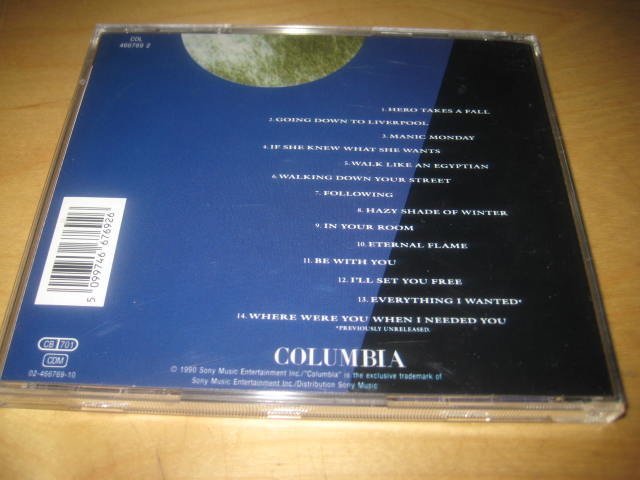 COL
466769 2
1. HERO TAKES A FALL
2. GOING DOWN TO LIVERPOOL
3. MANIC MONDAY
4. IF SHE KNEW WHAT SHE WANTS
5. WALK LIKE AN EGYPTIAN
6. WALKING DOWN YOUR STREET
7. FOLLOWING
8. HAZY SHADE OF WINTER
9. IN YOUR ROOM
10. ETERNAL FLAME
11. BE WITH YOU
12. I'LL SET YOU FREE
13. EVERYTHING I WANTED*
14. WHERE WERE YOU WHEN I NEEDED YOU
*PREVIOUSLY UNRELEASED.
5 099746 676926
CB 701
CDM
02-466769-10
COLUMBIA
© 1990 Sony Music Entertainment Inc./"Columbia" is the exclusive trademark of
Sony Music Entertainment Inc./Distribution Sony Music